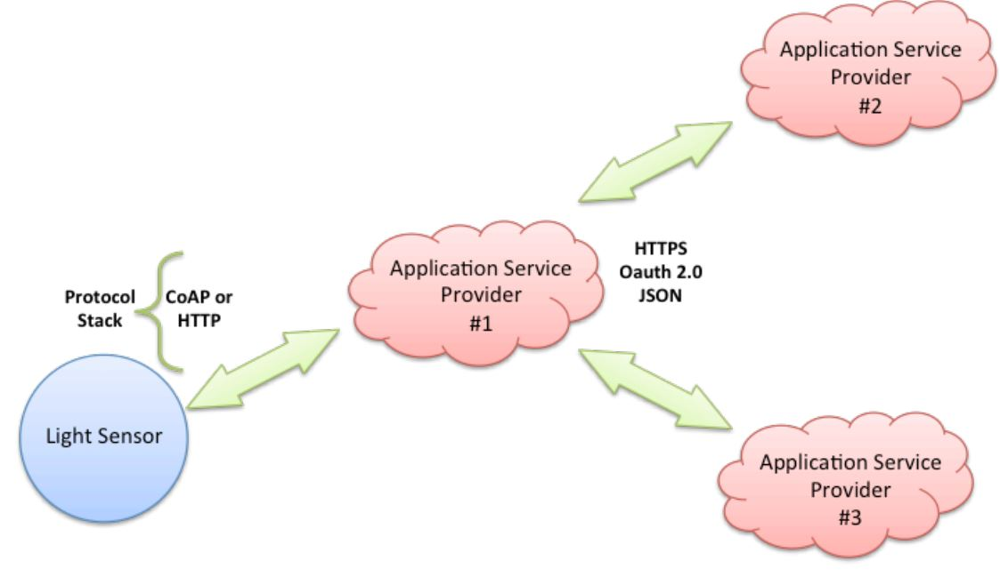 Application Service
Provider
#2
HTTPS
Oauth 2.0
JSON
Application Service
Provider
#1
Protocol
Stack
CoAP or
HTTP
Light Sensor
Application Service
Provider
#3